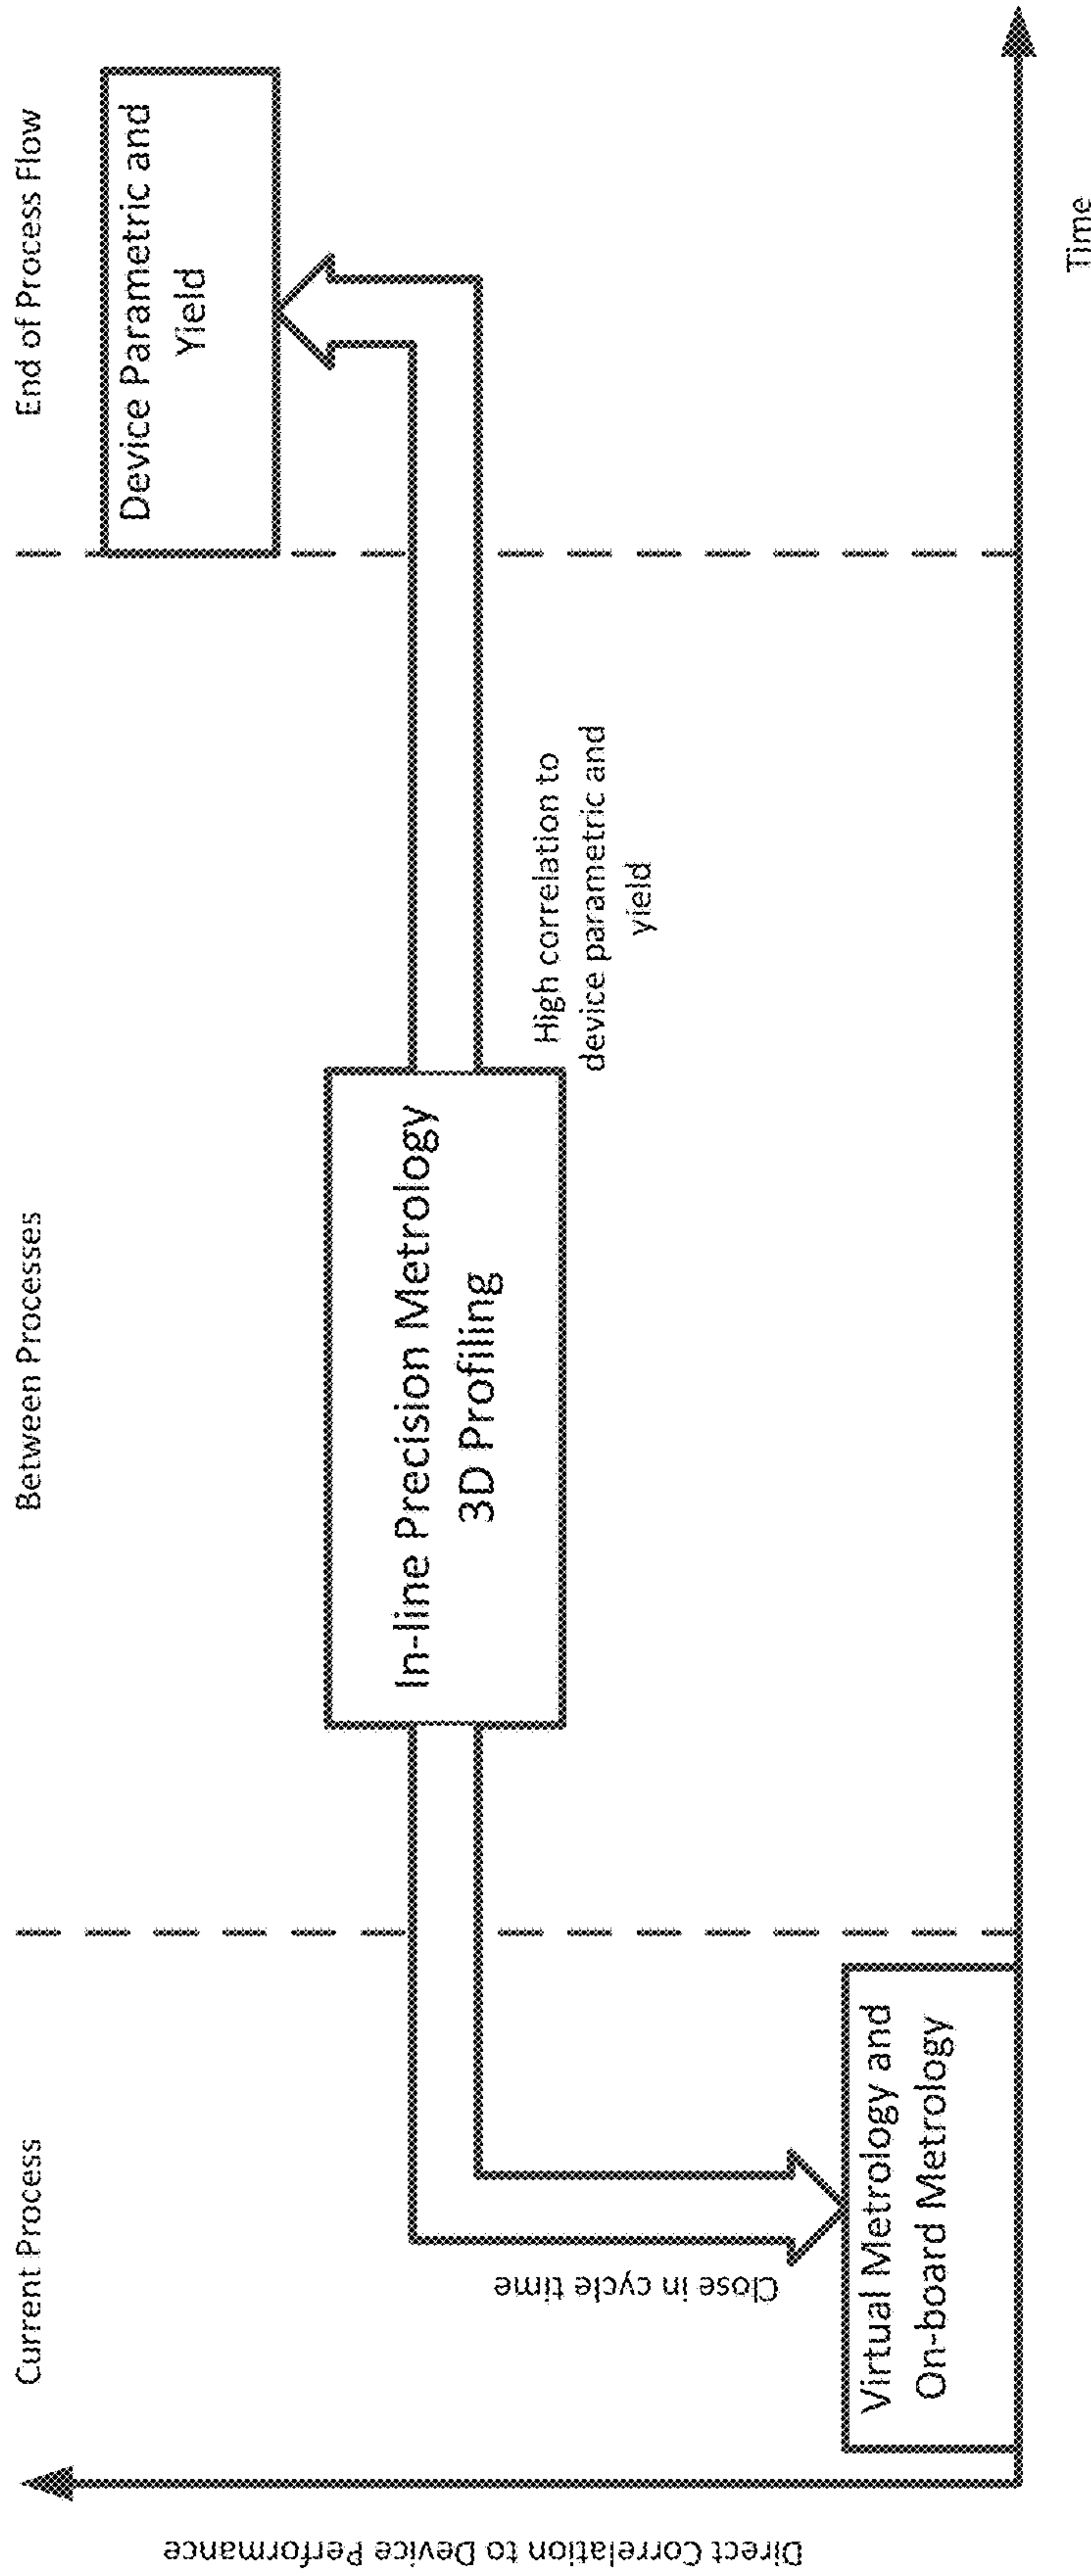 Current Process
Between Processes
End of Process Flow
Direct Correlation to Device Performance
Device Parametric and
Yield
In-line Precision Metrology
3D Profiling
High correlation to
device parametric and
yield
Close in cycle time
Virtual Metrology and
On-board Metrology
Time